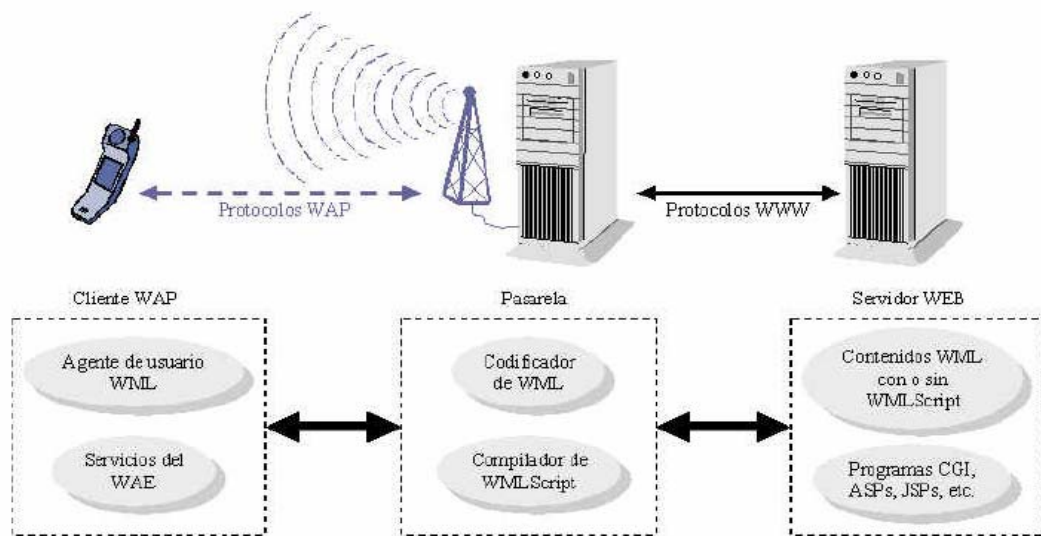 Protocolos WAP
Protocolos WWW
Cliente WAP
Pasarela
Servidor WEB
Agente de usuario
WML
Servicios del
WAE
Codificador
de WML
Compilador de
WMLScript
Contenidos WML
con o sin
WMLScript
Programas CGI,
ASPs, JSPs, etc.